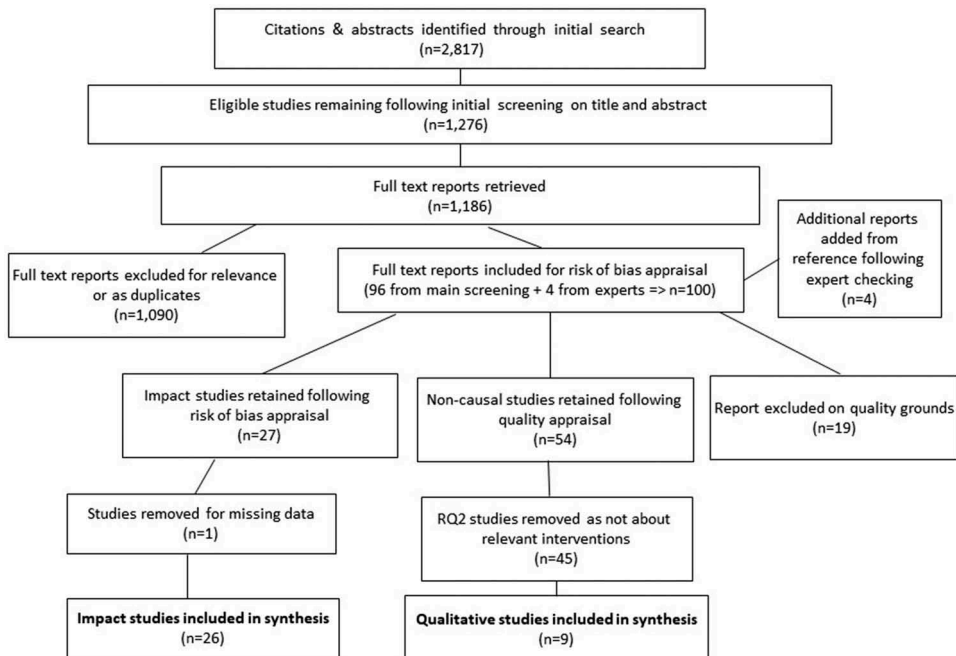 Citations & abstracts identified through initial search
(n=2,817)
Eligible studies remaining following initial screening on title and abstract
(n=1,276)
Full text reports retrieved
(n=1,186)
Additional reports
added from
reference following
expert checking
(n=4)
Full text reports excluded for relevance
or as duplicates
(n=1,090)
Full text reports included for risk of bias appraisal
(96 from main screening + 4 from experts => n=100)
Impact studies retained following
risk of bias appraisal
(n=27)
Non-causal studies retained following
quality appraisal
(n=54)
Report excluded on quality grounds
(n=19)
Studies removed for missing data
(n=1)
RQ2 studies removed as not about
relevant interventions
(n=45)
Impact studies included in synthesis
(n=26)
Qualitative studies included in synthesis
(n=9)